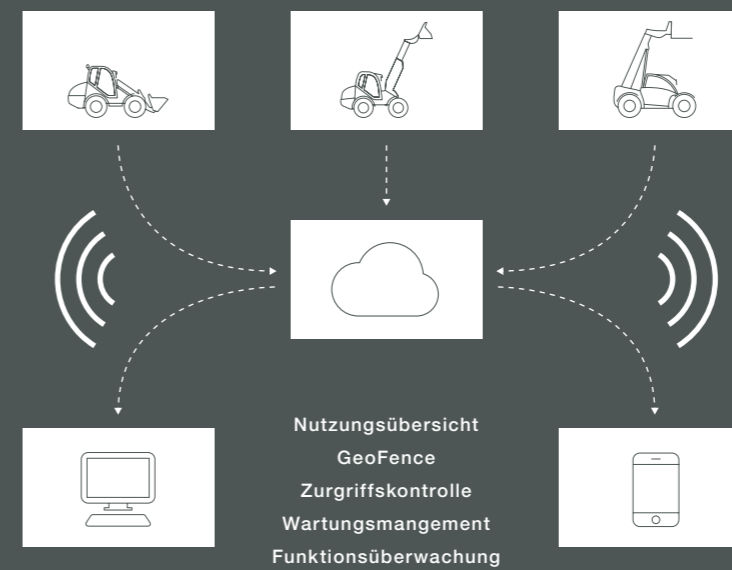 Nutzungsübersicht
GeoFence
Zurgriffskontrolle
Wartungsmangement
Funktionsüberwachung